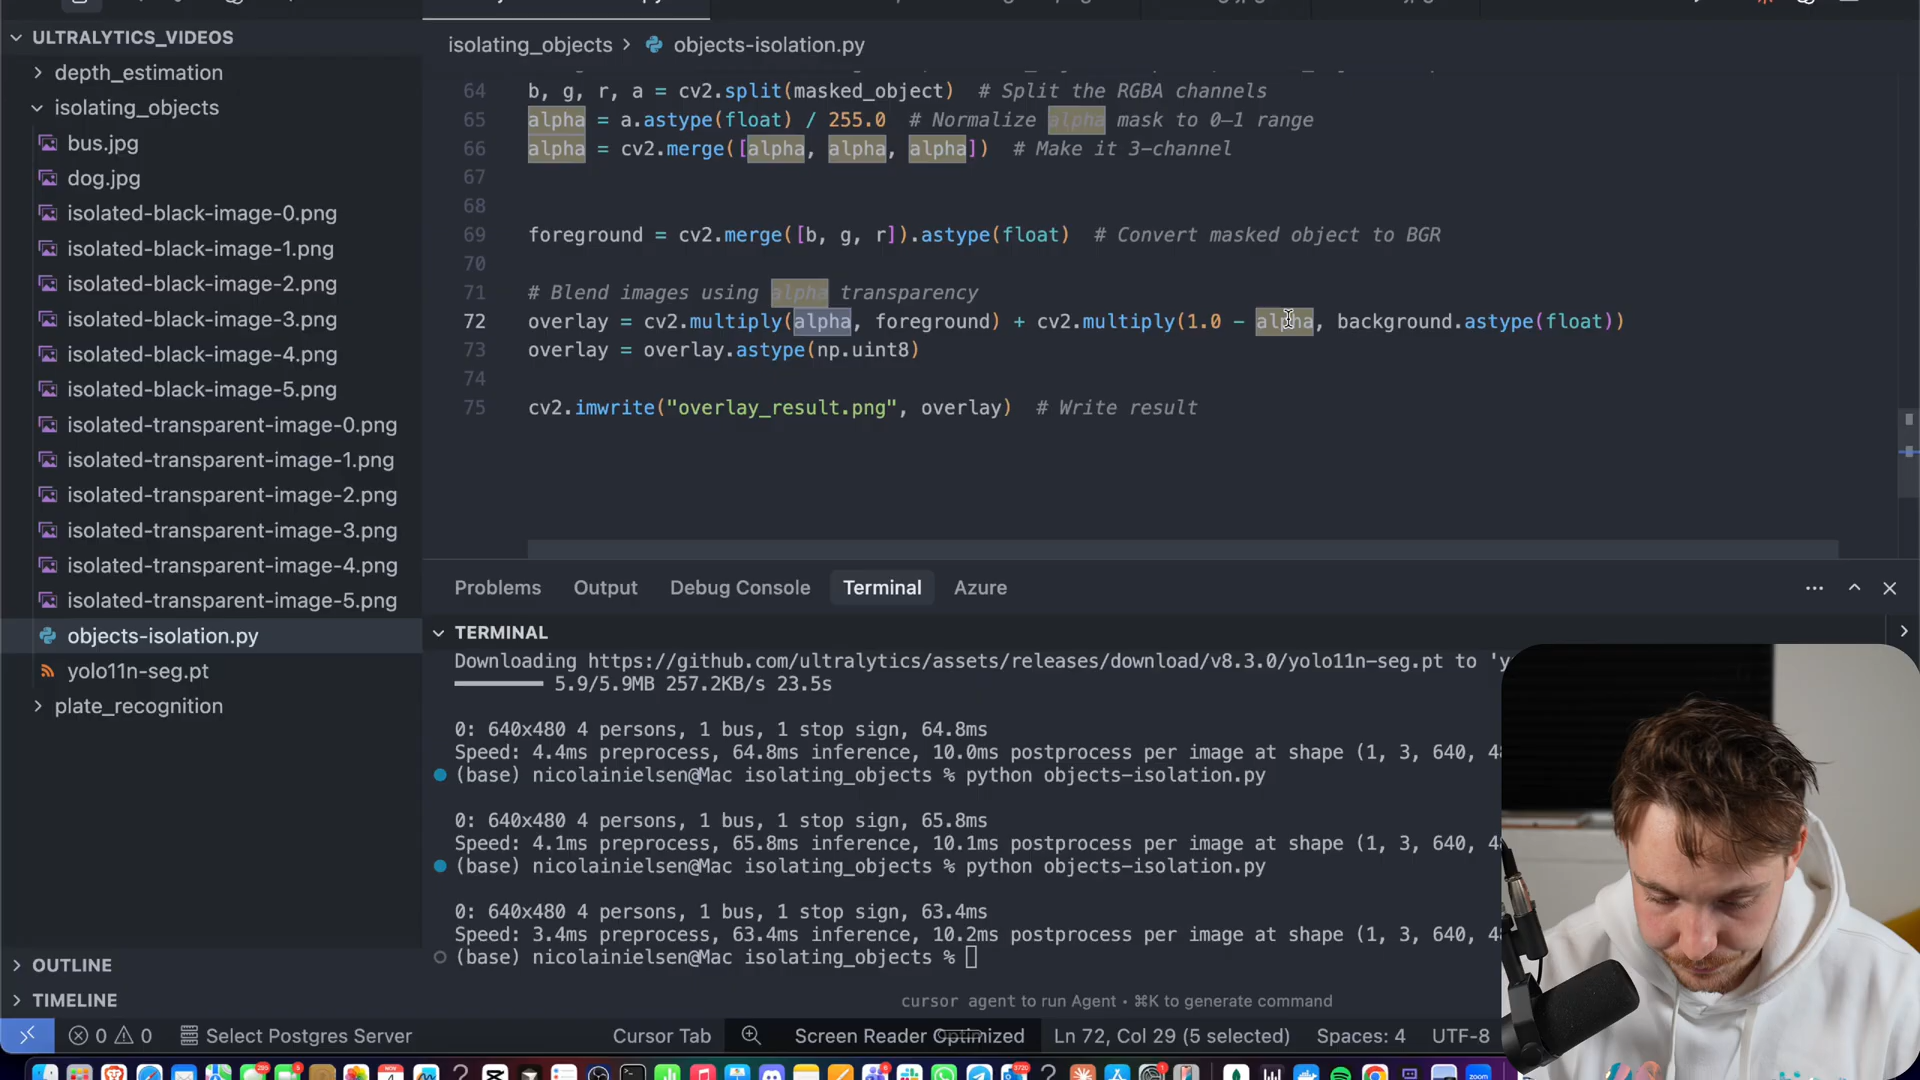 ULTRALYTICS_VIDEOS
depth_estimation
isolating_objects
bus.jpg
dog.jpg
isolated-black-image-0.png
isolated-black-image-1.png
isolated-black-image-2.png
isolated-black-image-3.png
isolated-black-image-4.png
isolated-black-image-5.png
isolated-transparent-image-0.png
isolated-transparent-image-1.png
isolated-transparent-image-2.png
isolated-transparent-image-3.png
isolated-transparent-image-4.png
isolated-transparent-image-5.png
objects-isolation.py
yolo11n-seg.pt
plate_recognition
OUTLINE
TIMELINE
isolating_objects > objects-isolation.py
64 b, g, r, a = cv2.split(masked_object)  # Split the RGBA channels
65 alpha = a.astype(float) / 255.0  # Normalize alpha mask to 0–1 range
66 alpha = cv2.merge([alpha, alpha, alpha])  # Make it 3-channel
67
68
69 foreground = cv2.merge([b, g, r]).astype(float)  # Convert masked object to BGR
70
71 # Blend images using alpha transparency
72 overlay = cv2.multiply(alpha, foreground) + cv2.multiply(1.0 - alpha, background.astype(float))
73 overlay = overlay.astype(np.uint8)
74
75 cv2.imwrite("overlay_result.png", overlay)  # Write result
Problems Output Debug Console Terminal Azure
TERMINAL
Downloading https://github.com/ultralytics/assets/releases/download/v8.3.0/yolo11n-seg.pt to
5.9/5.9MB 257.2KB/s 23.5s
0: 640x480 4 persons, 1 bus, 1 stop sign, 64.8ms
Speed: 4.4ms preprocess, 64.8ms inference, 10.0ms postprocess per image at shape (1, 3, 640,
(base) nicolainielsen@Mac isolating_objects % python objects-isolation.py
0: 640x480 4 persons, 1 bus, 1 stop sign, 65.8ms
Speed: 4.1ms preprocess, 65.8ms inference, 10.1ms postprocess per image at shape (1, 3, 640,
(base) nicolainielsen@Mac isolating_objects % python objects-isolation.py
0: 640x480 4 persons, 1 bus, 1 stop sign, 63.4ms
Speed: 3.4ms preprocess, 63.4ms inference, 10.2ms postprocess per image at shape (1, 3, 640,
(base) nicolainielsen@Mac isolating_objects %
cursor agent to run Agent · ⌘K to generate command
0 0 Select Postgres Server Cursor Tab Screen Reader Optimized Ln 72, Col 29 (5 selected) Spaces: 4 UTF-8